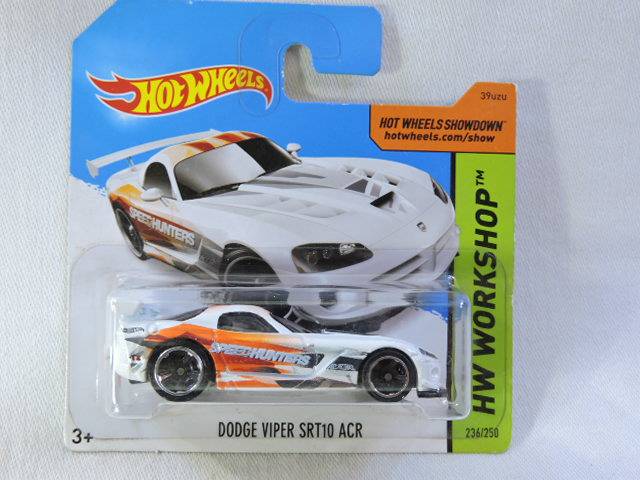 HOT WHEELS
39uzu
HOT WHEELS SHOWDOWN™
hotwheels.com/show
SPEEDHUNTERS
SPEEDHUNTERS
HW WORKSHOP™
3+
DODGE VIPER SRT10 ACR
236/250